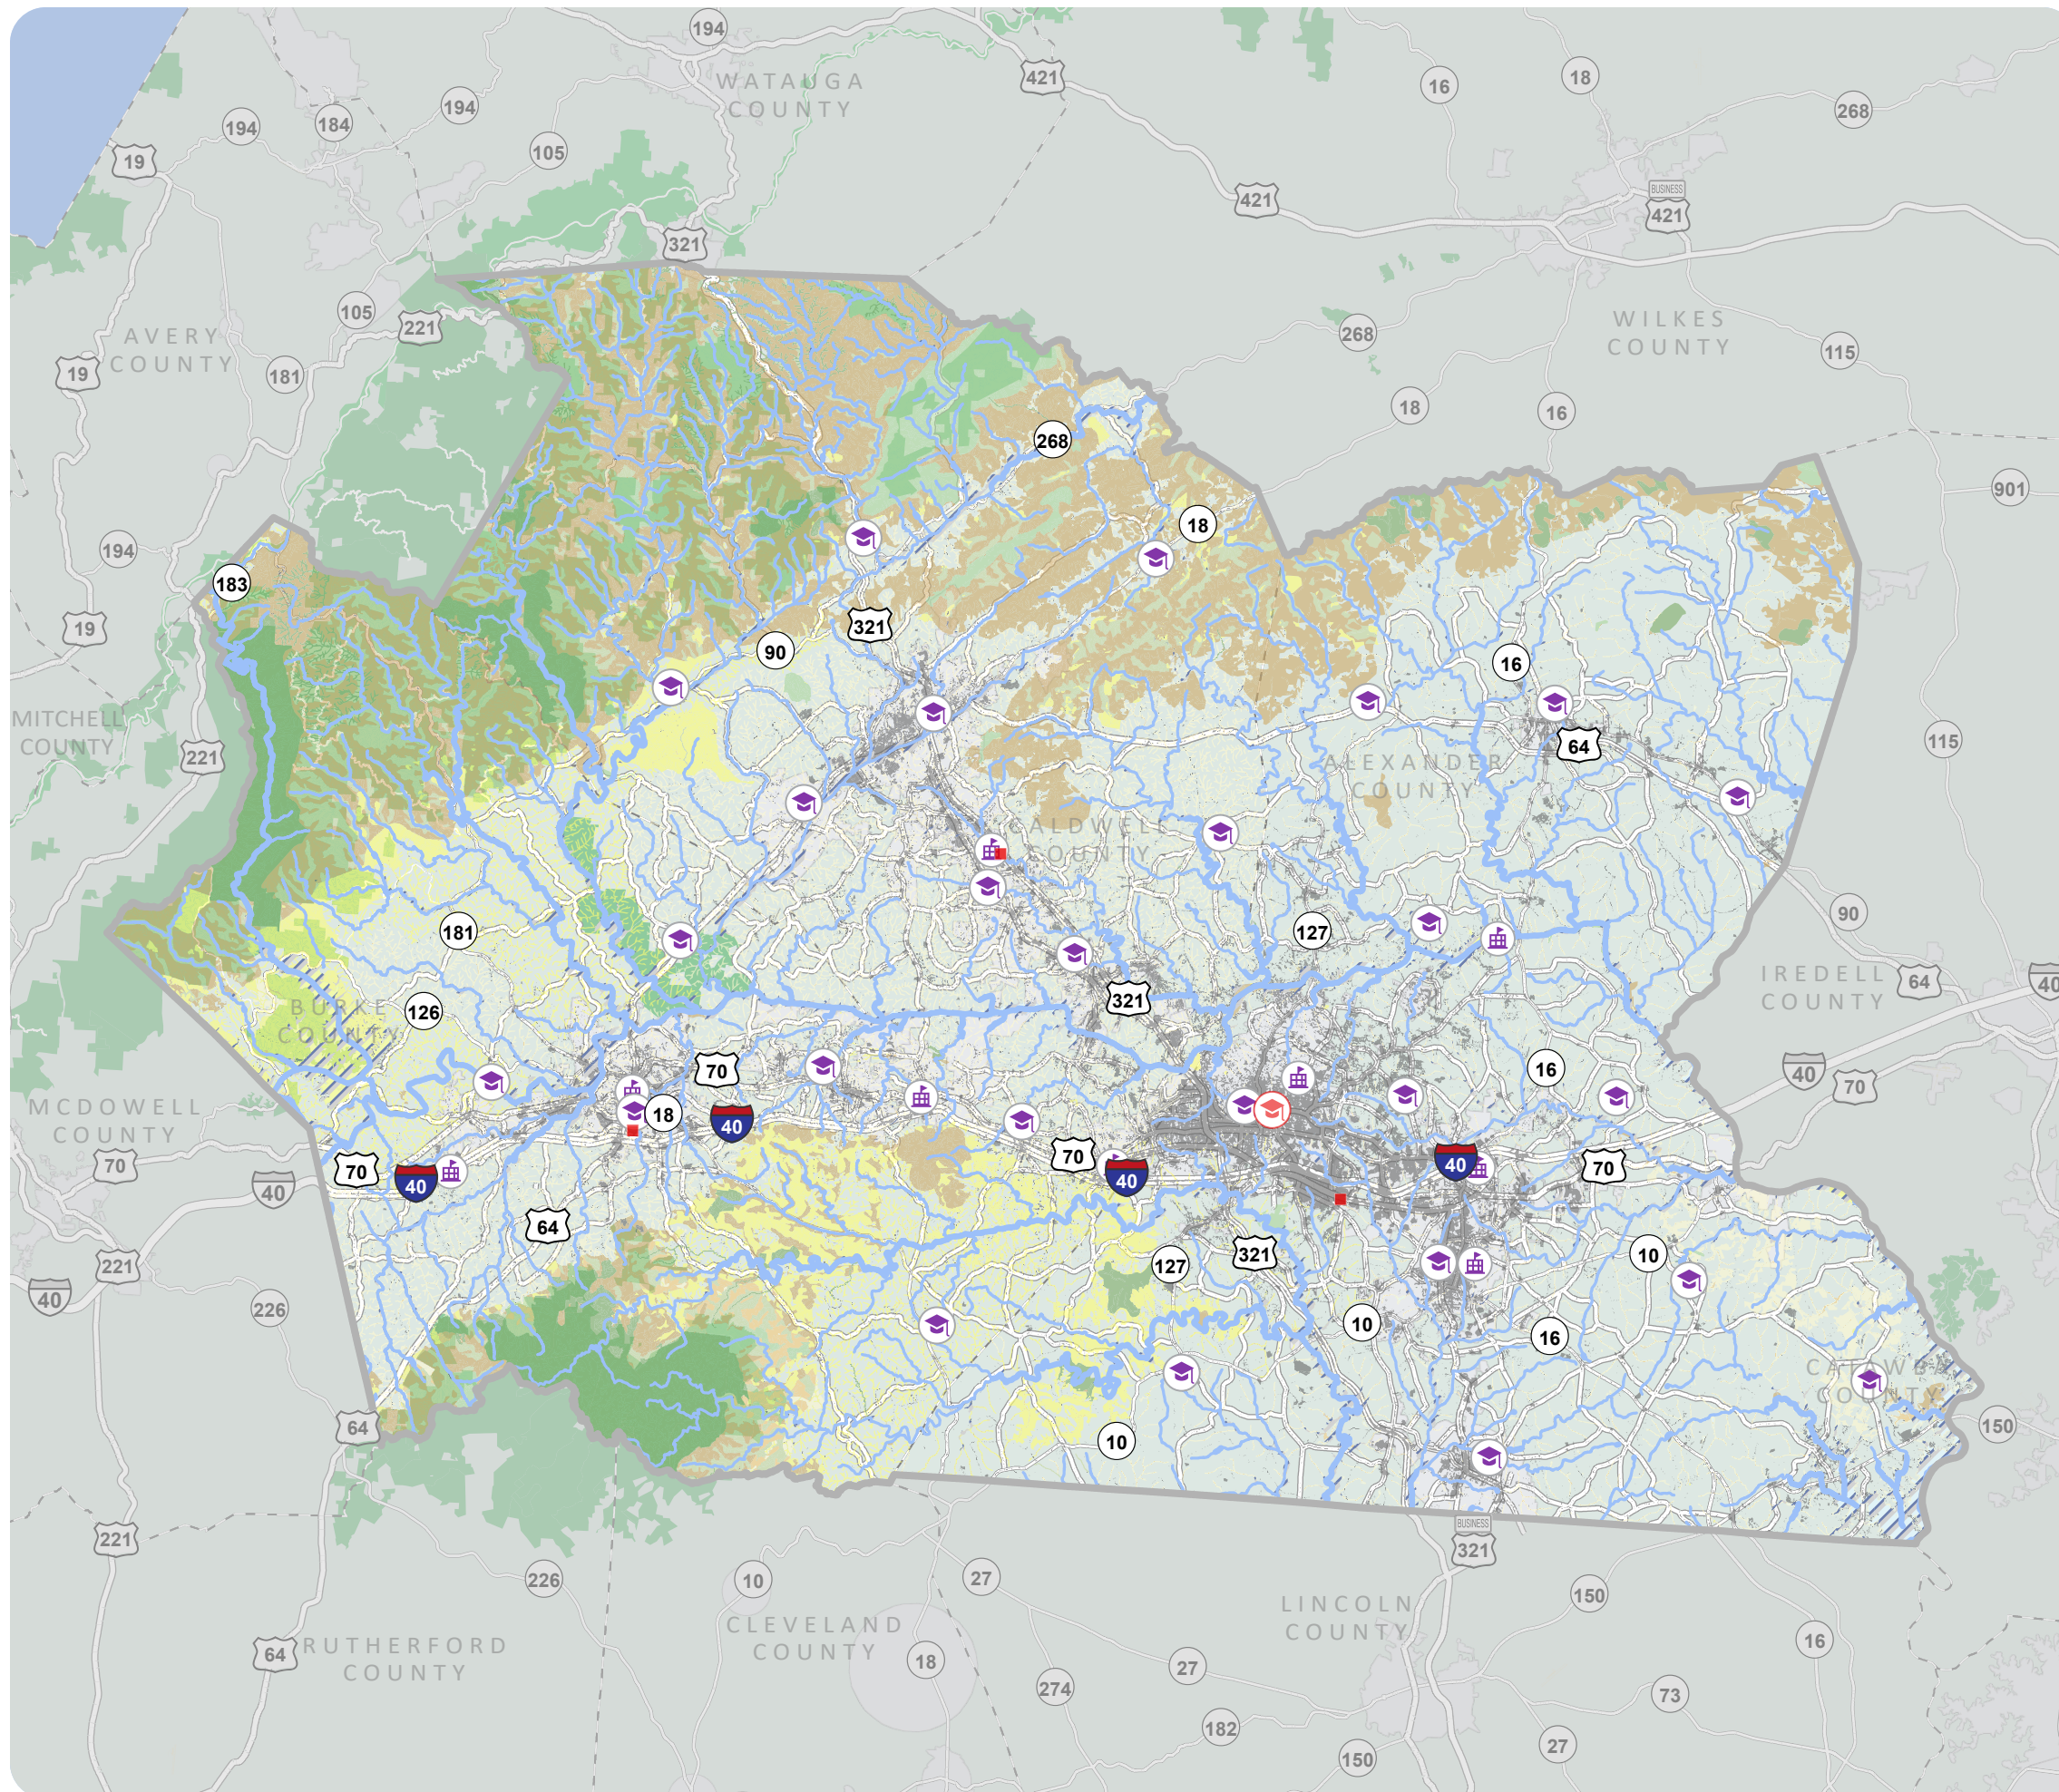 194
WATAUGA
COUNTY
421
16
18
268
194
194
184
105
19
BUSINESS
421
421
321
105
221
AVERY
COUNTY
181
19
268
WILKES
COUNTY
115
18
16
268
901
18
194
183
19
321
90
16
MITCHELL
COUNTY
221
64
115
ALEXANDER
COUNTY
CALDWELL
COUNTY
181
127
90
IREDELL
COUNTY
64
40
321
126
BURKE
COUNTY
70
16
40
70
MCDOWELL
COUNTY
18
40
70
70
40
70
40
40
70
40
64
321
127
10
221
40
226
10
16
CATAWBA
COUNTY
64
10
150
221
BUSINESS
321
226
10
27
150
LINCOLN
COUNTY
CLEVELAND
COUNTY
RUTHERFORD
COUNTY
64
18
16
27
274
73
182
27
150